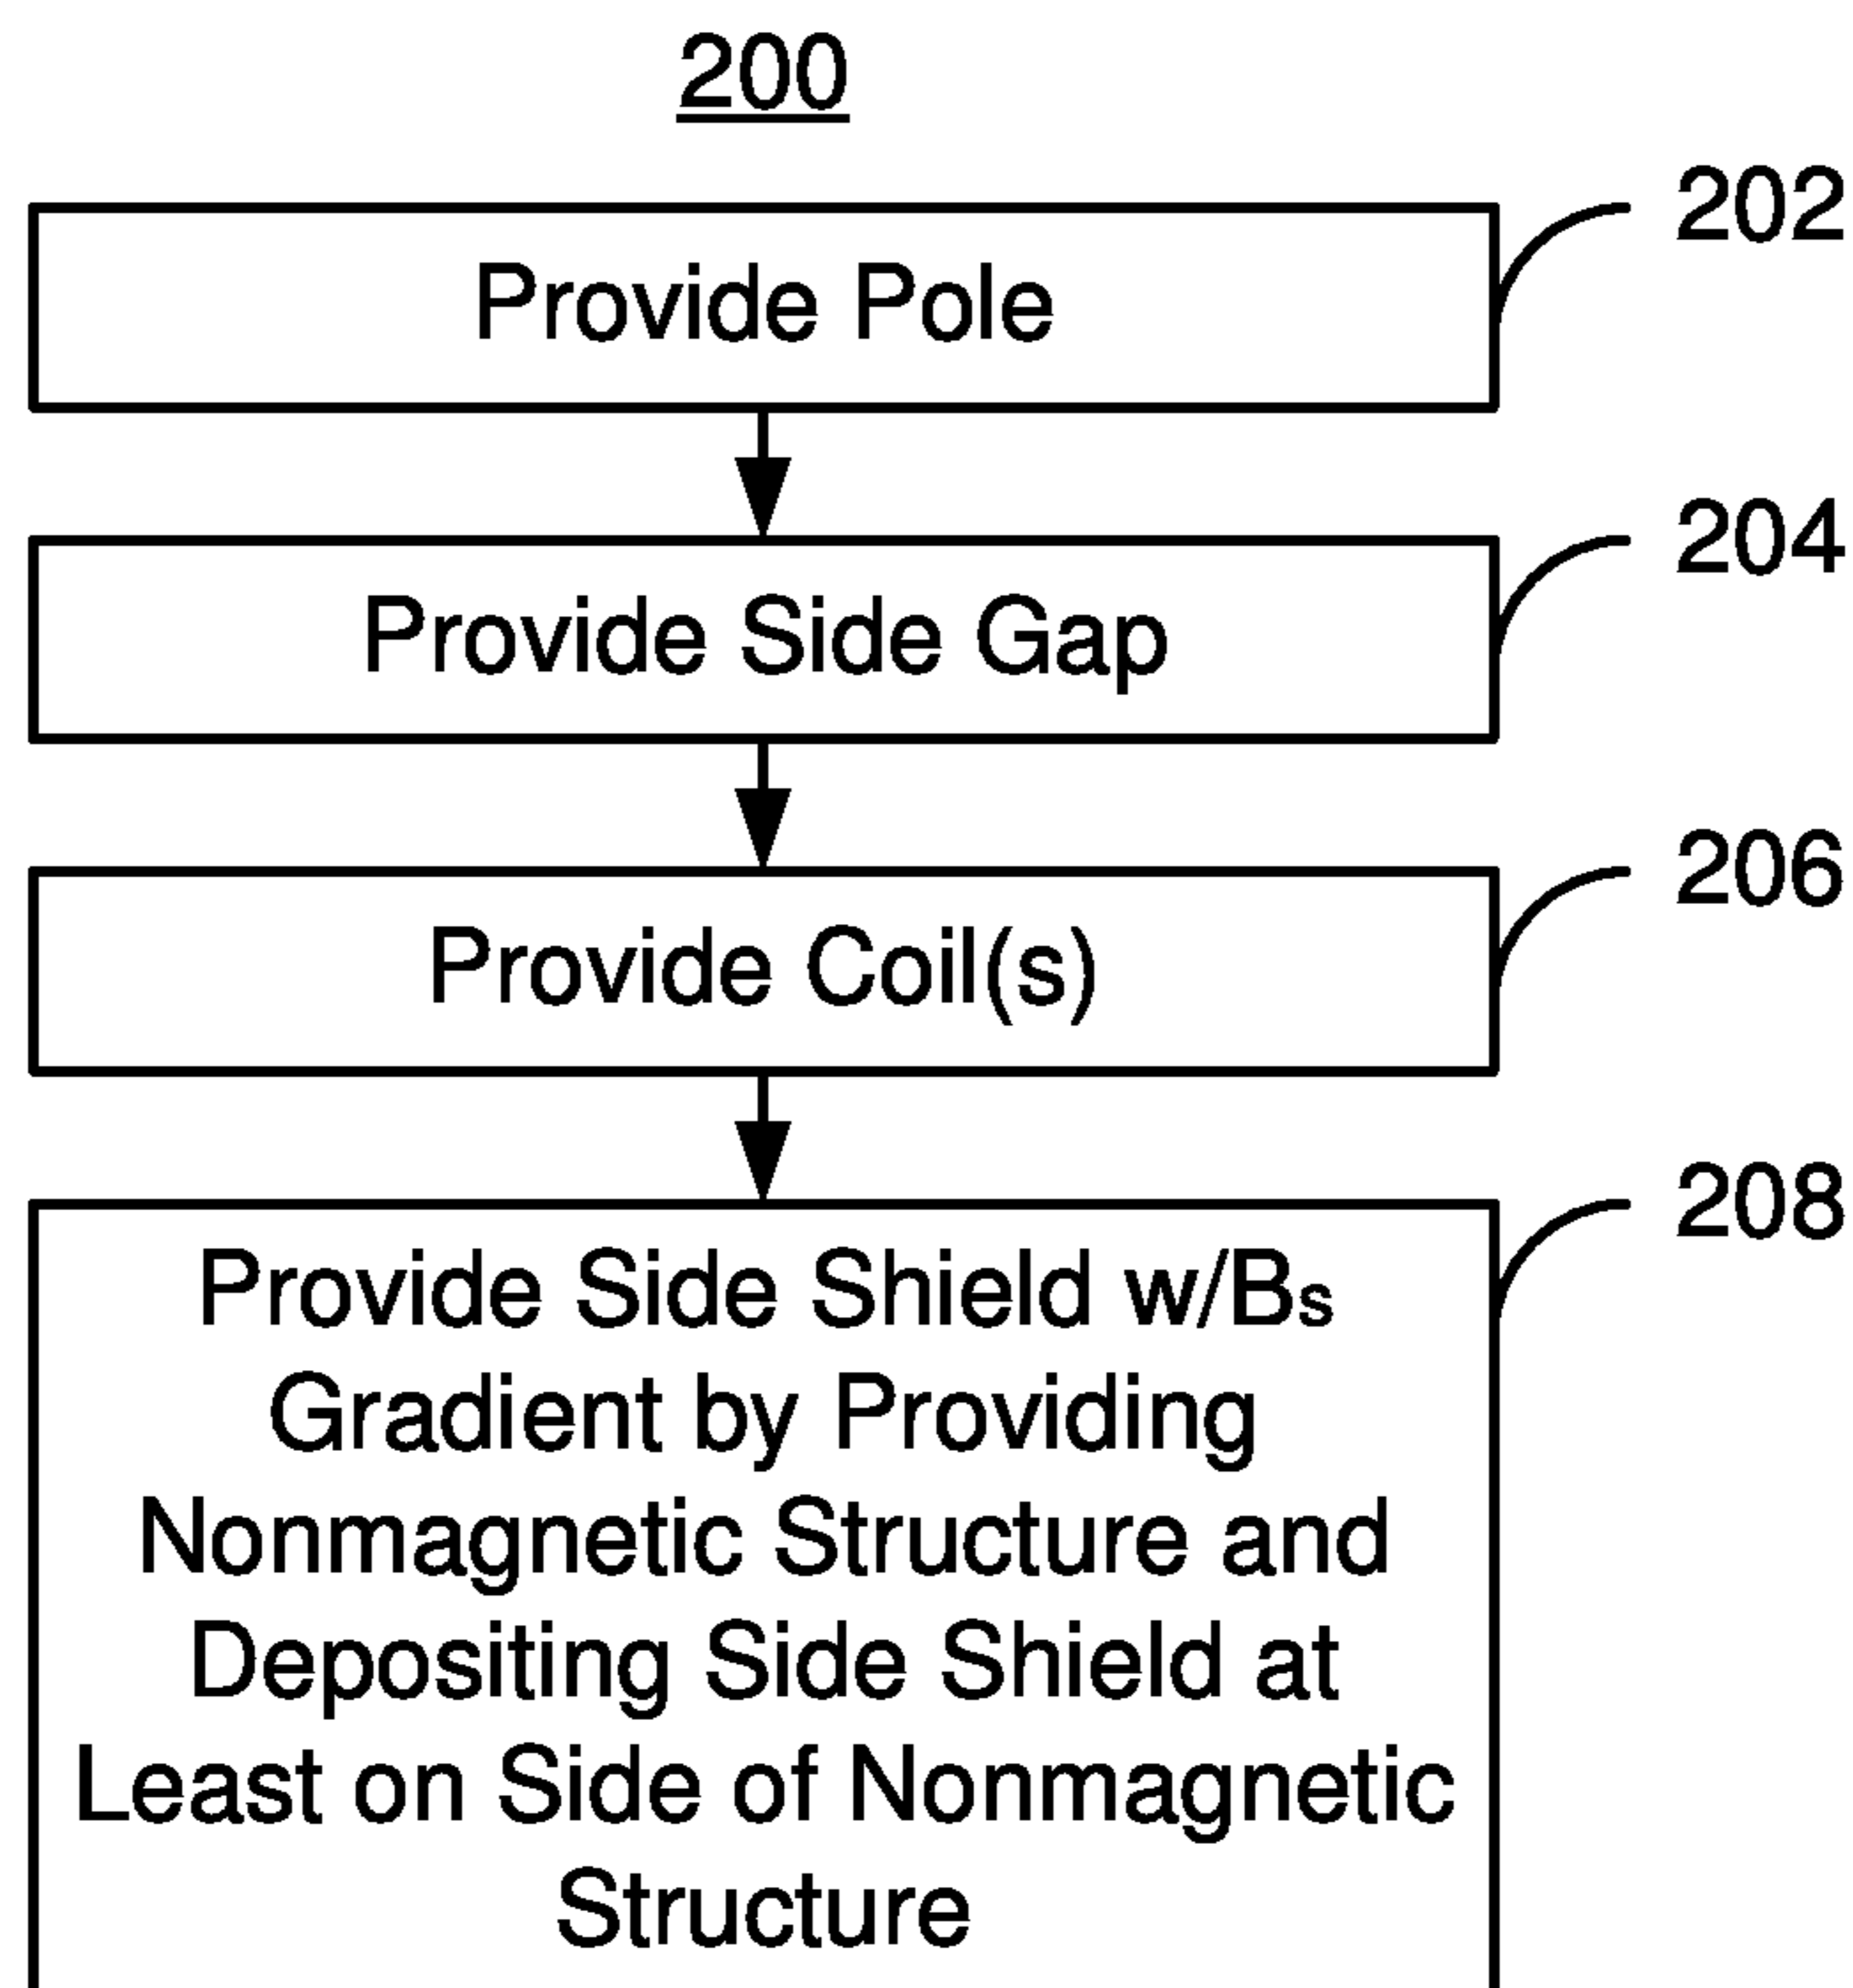 200
202
Provide Pole
204
Provide Side Gap
206
Provide Coil(s)
208
Provide Side Shield w/Bs
Gradient by Providing
Nonmagnetic Structure and
Depositing Side Shield at
Least on Side of Nonmagnetic
Structure